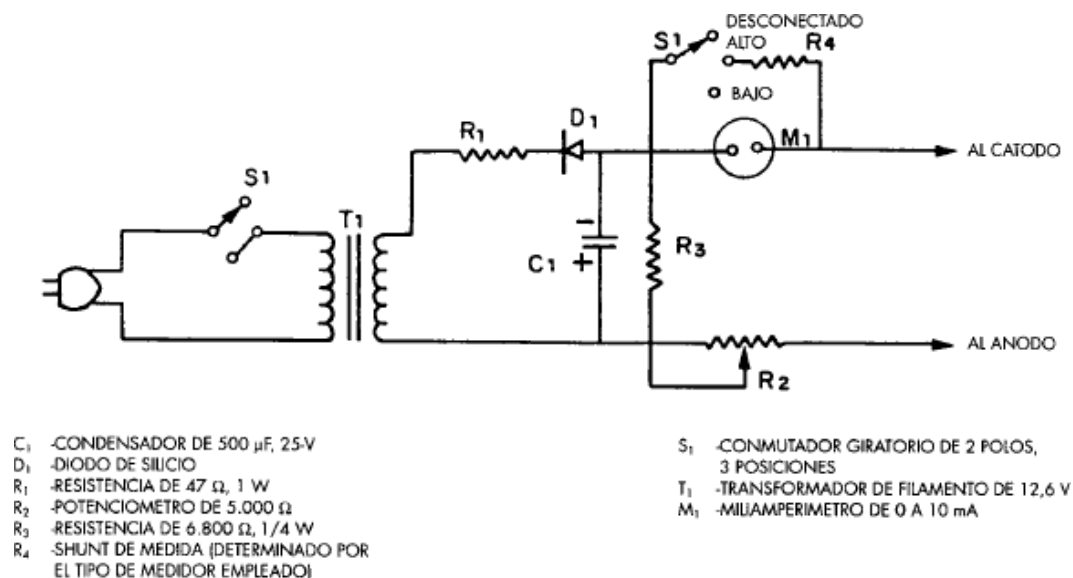 DESCONECTADO
S1
ALTO
R4
BAJO
R1
D1
M1
AL CATODO
S1
T1
−
C1
+
R3
R2
AL ANODO
C₁ -CONDENSADOR DE 500 µF, 25-V
D₁ -DIODO DE SILICIO
R₁ -RESISTENCIA DE 47 Ω, 1 W
R₂ -POTENCIOMETRO DE 5.000 Ω
R₃ -RESISTENCIA DE 6.800 Ω, 1/4 W
R₄ -SHUNT DE MEDIDA (DETERMINADO POR
EL TIPO DE MEDIDOR EMPLEADO)
S₁ -CONMUTADOR GIRATORIO DE 2 POLOS,
3 POSICIONES
T₁ -TRANSFORMADOR DE FILAMENTO DE 12,6 V
M₁ -MILIAMPERIMETRO DE 0 A 10 mA